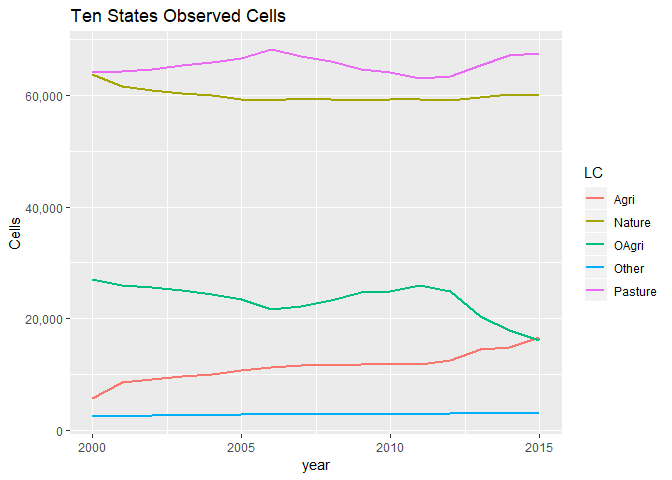 Ten States Observed Cells
60,000
40,000
20,000
0
Cells
2000
2005
2010
2015
year
LC
Agri
Nature
OAgri
Other
Pasture